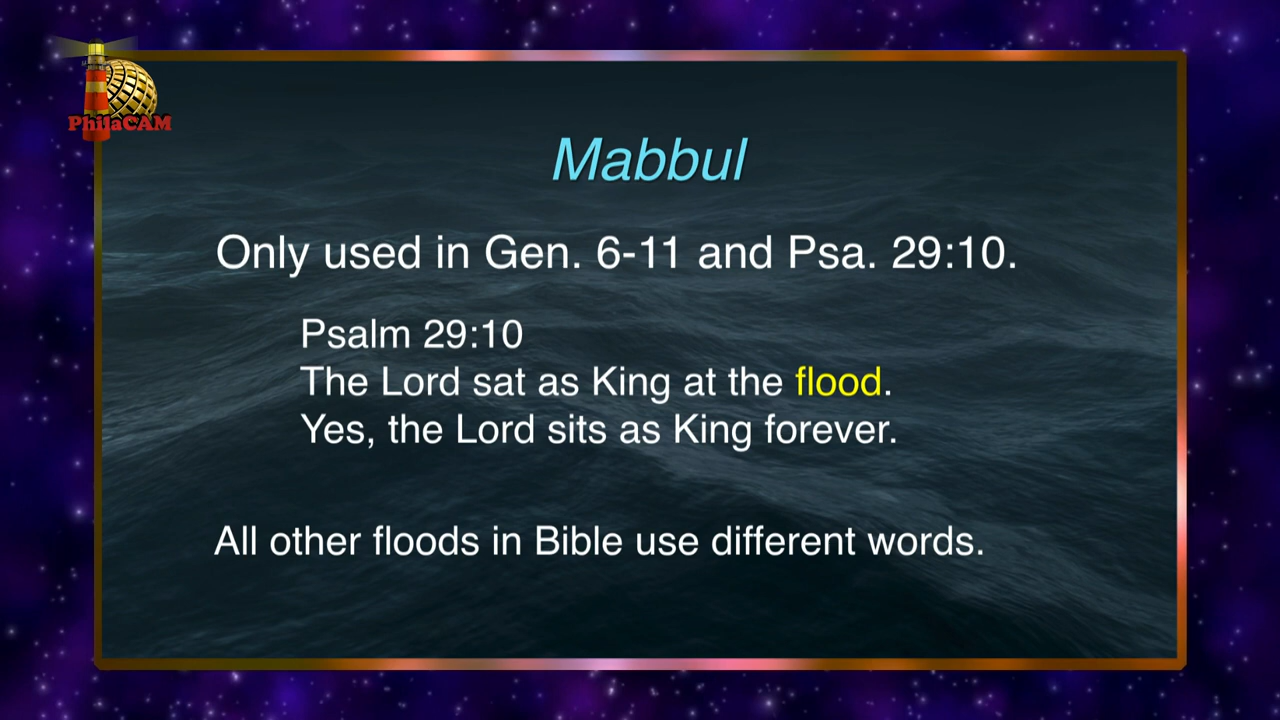 PhilaCAM
Mabbul
Only used in Gen. 6-11 and Psa. 29:10.
Psalm 29:10
The Lord sat as King at the flood.
Yes, the Lord sits as King forever.
All other floods in Bible use different words.